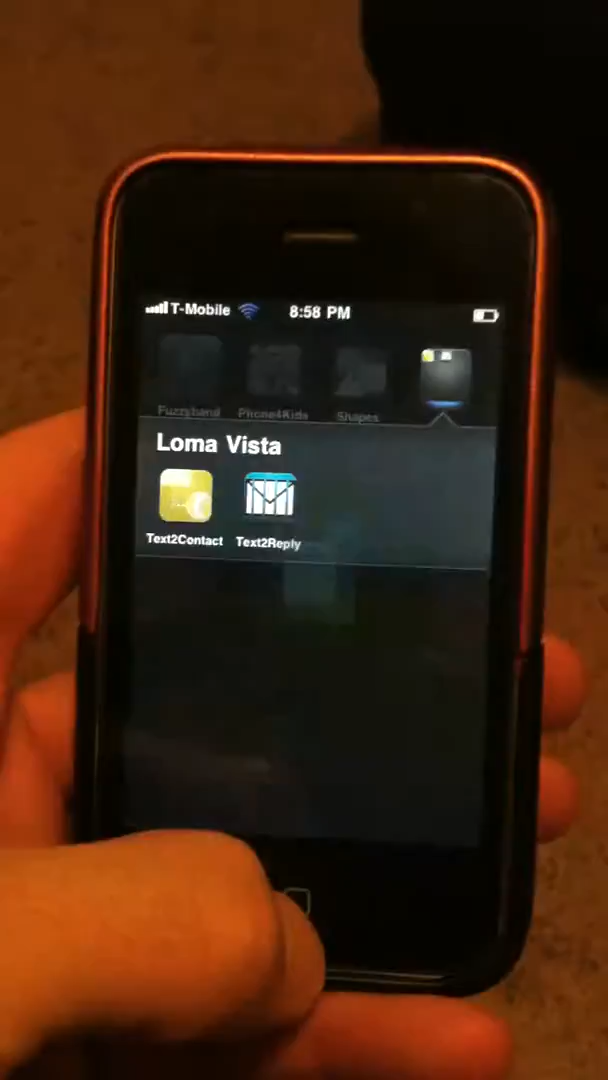 T-Mobile 8:58 PM
Fuzzyband Phone4Kids Shapes
Loma Vista
Text2Contact Text2Reply